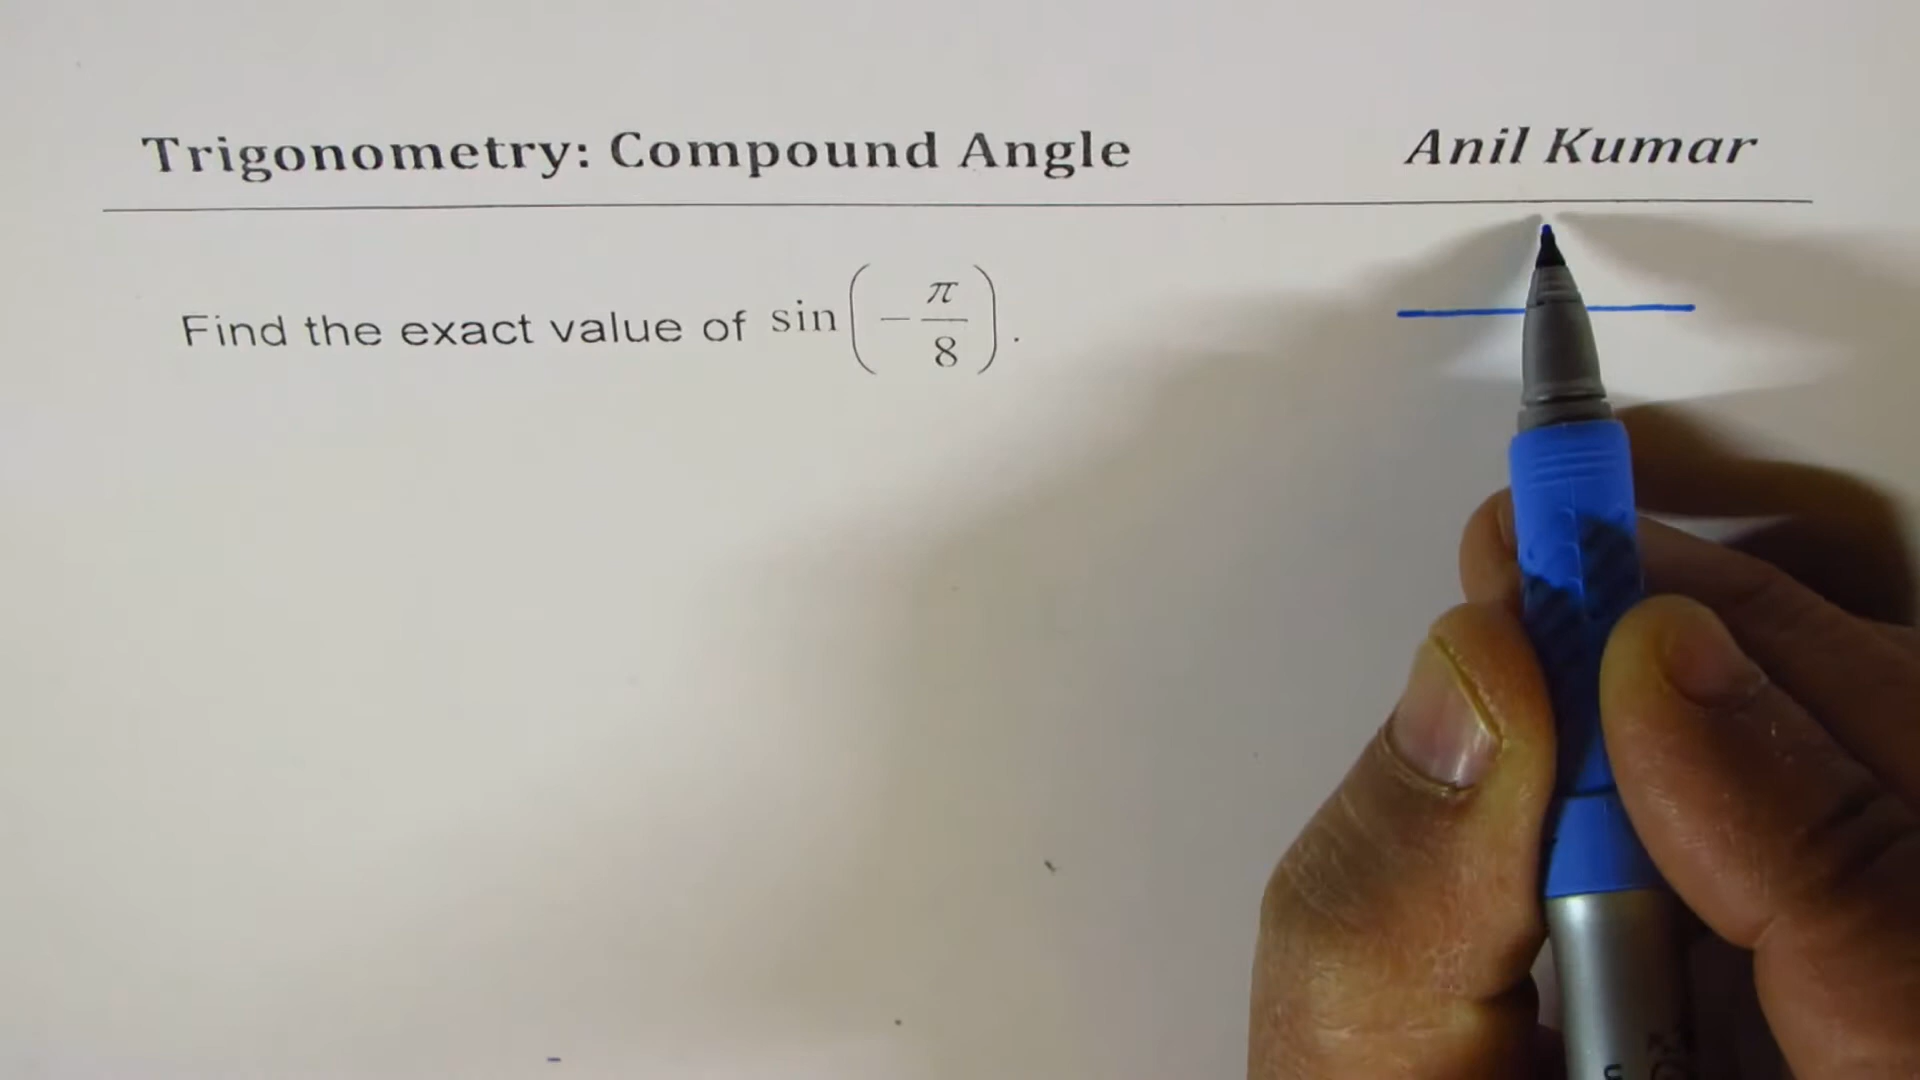 Trigonometry: Compound Angle Anil Kumar
Find the exact value of sin(-π/8).